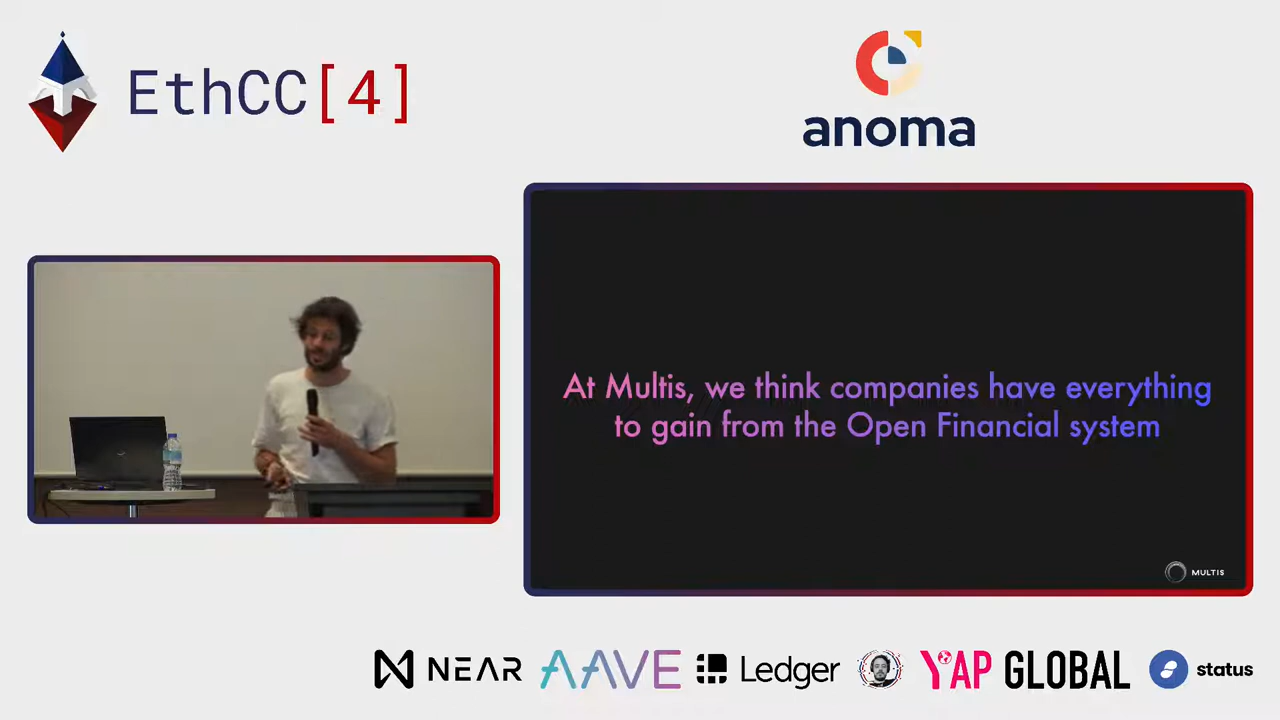 EthCC[4]
anoma
At Multis, we think companies have everything
to gain from the Open Financial system
MULTIS
NEAR
AAVE
Ledger
YAP GLOBAL
status